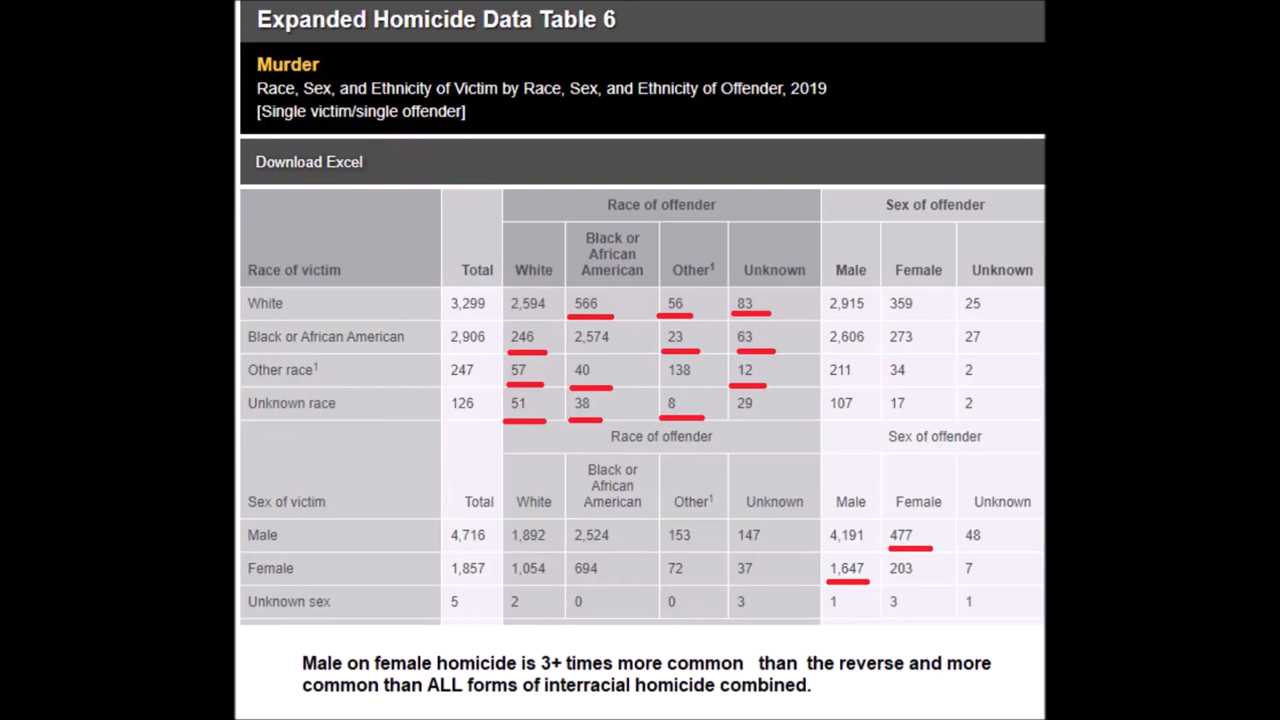 Expanded Homicide Data Table 6
Murder
Race, Sex, and Ethnicity of Victim by Race, Sex, and Ethnicity of Offender, 2019
[Single victim/single offender]
Download Excel
Race of offender Sex of offender
Race of victim Total White Black or African American Other1 Unknown Male Female Unknown
White 3,299 2,594 566 56 83 2,915 359 25
Black or African American 2,906 246 2,574 23 63 2,606 273 27
Other race1 247 57 40 138 12 211 34 2
Unknown race 126 51 38 8 29 107 17 2
Race of offender Sex of offender
Sex of victim Total White Black or African American Other1 Unknown Male Female Unknown
Male 4,716 1,892 2,524 153 147 4,191 477 48
Female 1,857 1,054 694 72 37 1,647 203 7
Unknown sex 5 2 0 0 3 1 3 1
Male on female homicide is 3+ times more common than the reverse and more
common than ALL forms of interracial homicide combined.